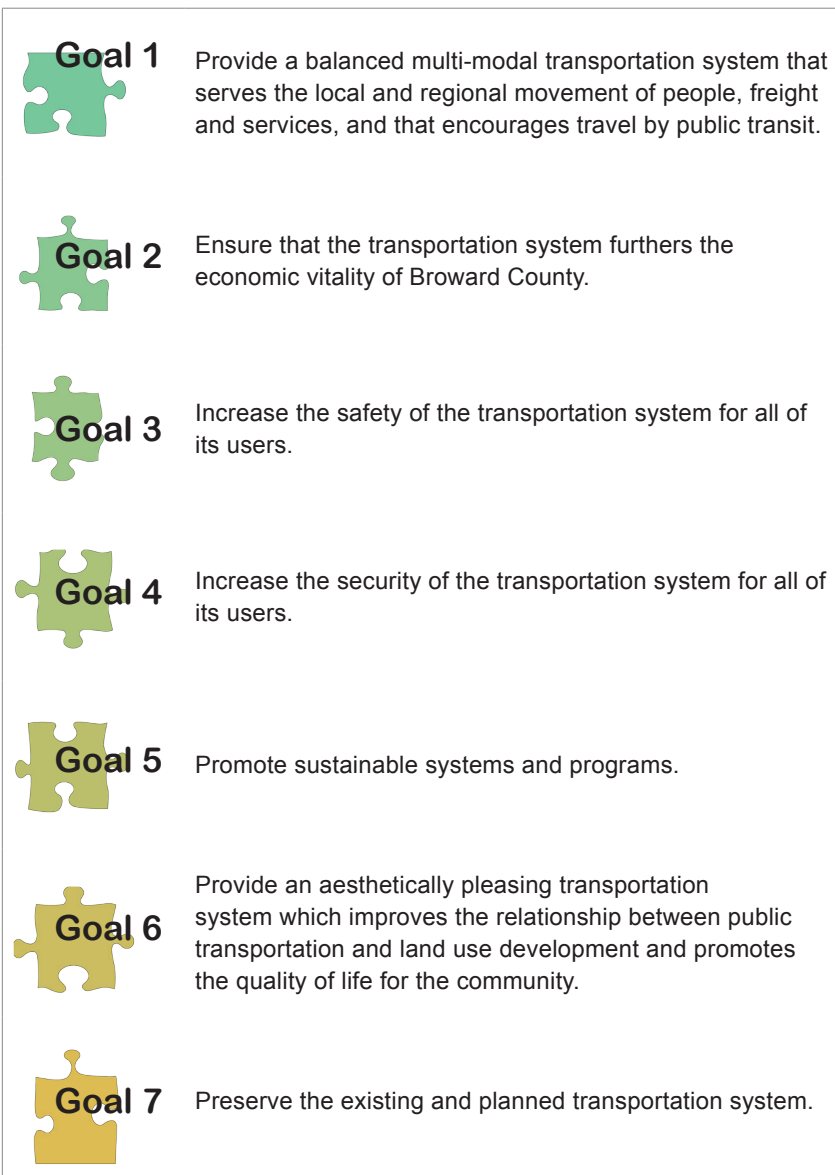 Goal 1
Provide a balanced multi-modal transportation system that
serves the local and regional movement of people, freight
and services, and that encourages travel by public transit.
Goal 2
Ensure that the transportation system furthers the
economic vitality of Broward County.
Goal 3
Increase the safety of the transportation system for all of
its users.
Goal 4
Increase the security of the transportation system for all of
its users.
Goal 5
Promote sustainable systems and programs.
Goal 6
Provide an aesthetically pleasing transportation
system which improves the relationship between public
transportation and land use development and promotes
the quality of life for the community.
Goal 7
Preserve the existing and planned transportation system.